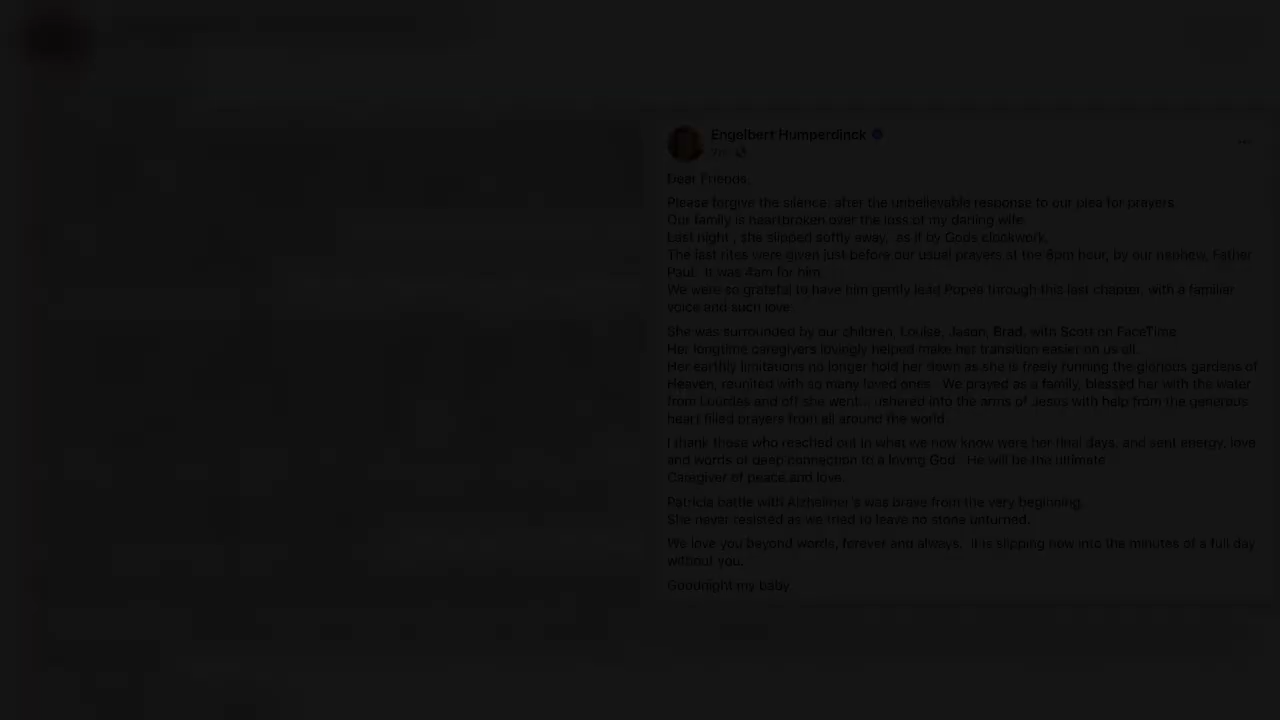 Engelbert Humperdinck
Dear Friends,
Please forgive the silence, after the unbelievable response to our plea for prayers.
Our family is heartbroken over the loss of my darling wife.
Last night , she slipped softly away, as if by Gods clockwork.
The last rites were given just before our usual prayers at the 8pm hour, by our nephew, Father
Paul. It was 4am for him.
We were so grateful to have him gently lead Popea through this last chapter, with a familiar
voice and such love.
She was surrounded by our children, Louise, Jason, Brad, with Scott on FaceTime.
Her longtime caregivers lovingly helped make her transition easier on us all.
Her earthly limitations no longer hold her down as she is freely running the glorious gardens of
Heaven, reunited with so many loved ones. We prayed as a family, blessed her with the water
from Lourdes and off she went... ushered into the arms of Jesus with help from the generous
heart filled prayers from all around the world.
I thank those who reached out in what we now know were her final days, and sent energy, love
and words of deep connection to a loving God. He will be the ultimate
Caregiver of peace and love.
Patricia battle with Alzheimer's was brave from the very beginning.
She never resisted as we tried to leave no stone unturned.
We love you beyond words, forever and always. It is slipping now into the minutes of a full day
without you.
Goodnight my baby